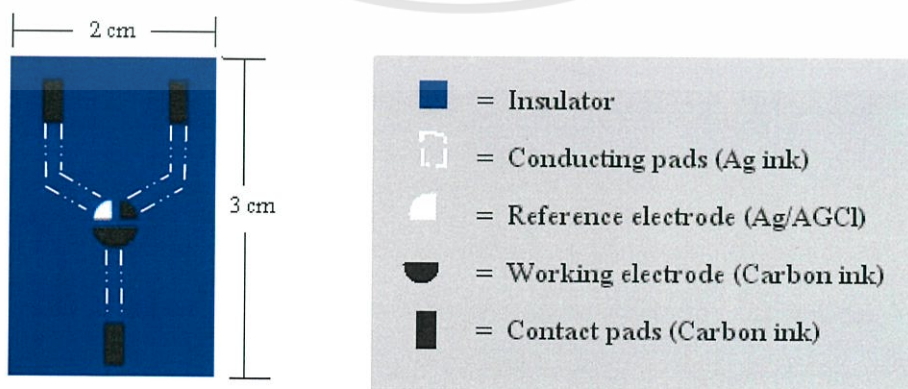 2 cm
3 cm
= Insulator
= Conducting pads (Ag ink)
= Reference electrode (Ag/AGCl)
= Working electrode (Carbon ink)
= Contact pads (Carbon ink)